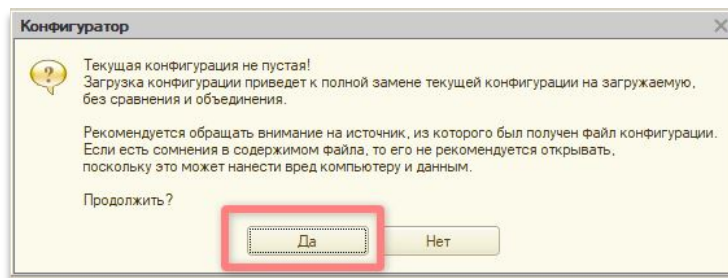 Конфигуратор
Текущая конфигурация не пустая!
Загрузка конфигурации приведет к полной замене текущей конфигурации на загружаемую,
без сравнения и объединения.
Рекомендуется обращать внимание на источник, из которого был получен файл конфигурации.
Если есть сомнения в содержимом файла, то его не рекомендуется открывать,
поскольку это может нанести вред компьютеру и данным.
Продолжить?
Да Нет